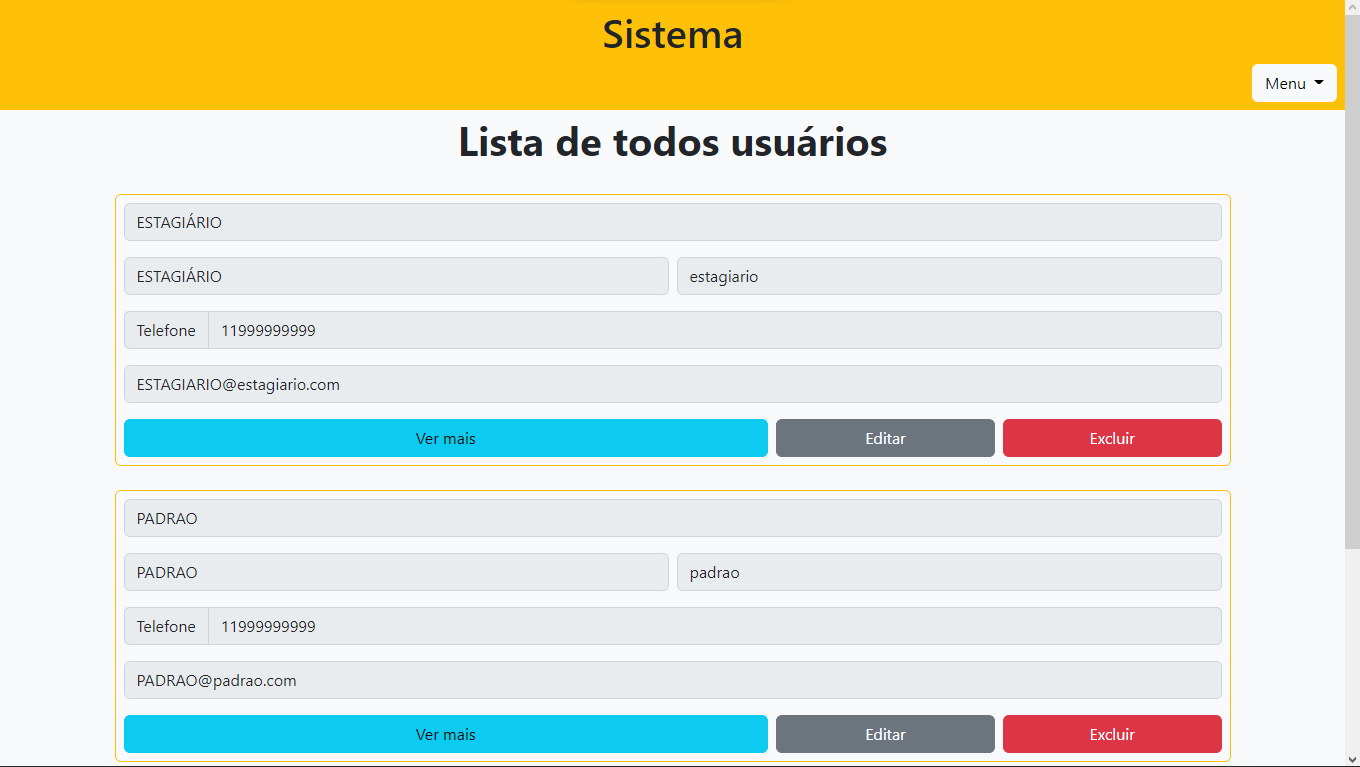 Sistema
Menu
Lista de todos usuários
ESTAGIÁRIO
ESTAGIÁRIO estagiario
Telefone 11999999999
ESTAGIARIO@estagiario.com
Ver mais Editar Excluir
PADRAO
PADRAO padrao
Telefone 11999999999
PADRAO@padrao.com
Ver mais Editar Excluir